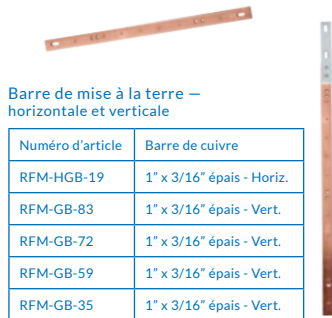 Barre de mise à la terre —
horizontale et verticale
Numéro d’article Barre de cuivre
RFM-HGB-19 1” x 3/16” épais - Horiz.
RFM-GB-83 1” x 3/16” épais - Vert.
RFM-GB-72 1” x 3/16” épais - Vert.
RFM-GB-59 1” x 3/16” épais - Vert.
RFM-GB-35 1” x 3/16” épais - Vert.